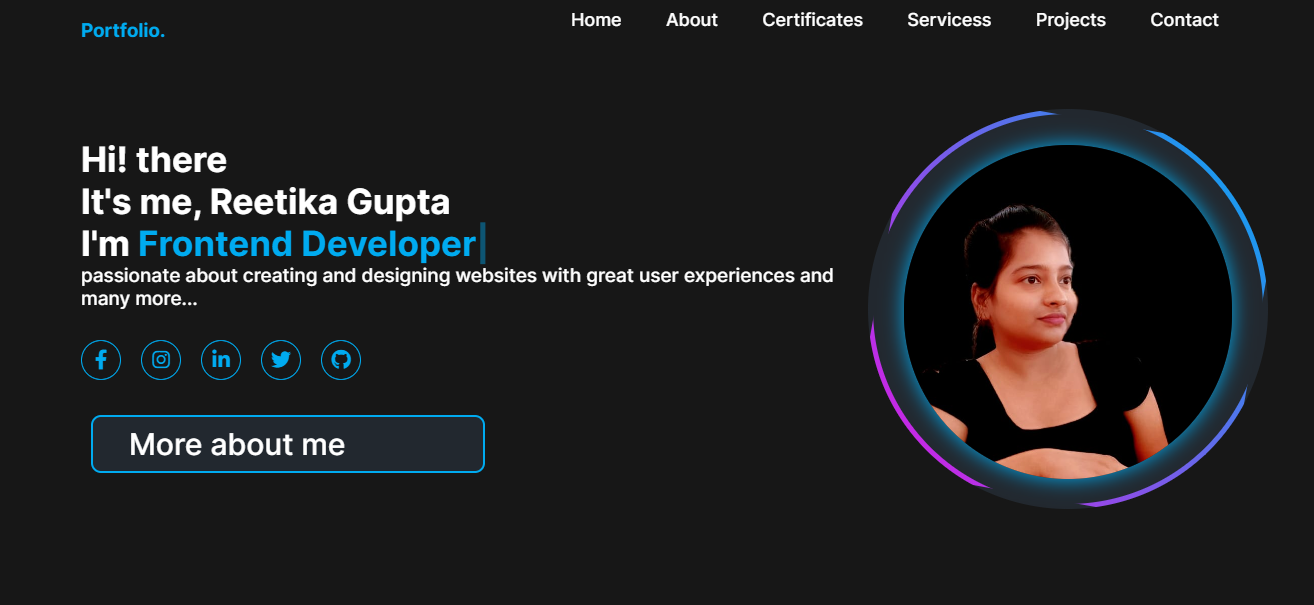 Portfolio.
Home About Certificates Servicess Projects Contact
Hi! there
It's me, Reetika Gupta
I'm Frontend Developer
passionate about creating and designing websites with great user experiences and
many more...
More about me